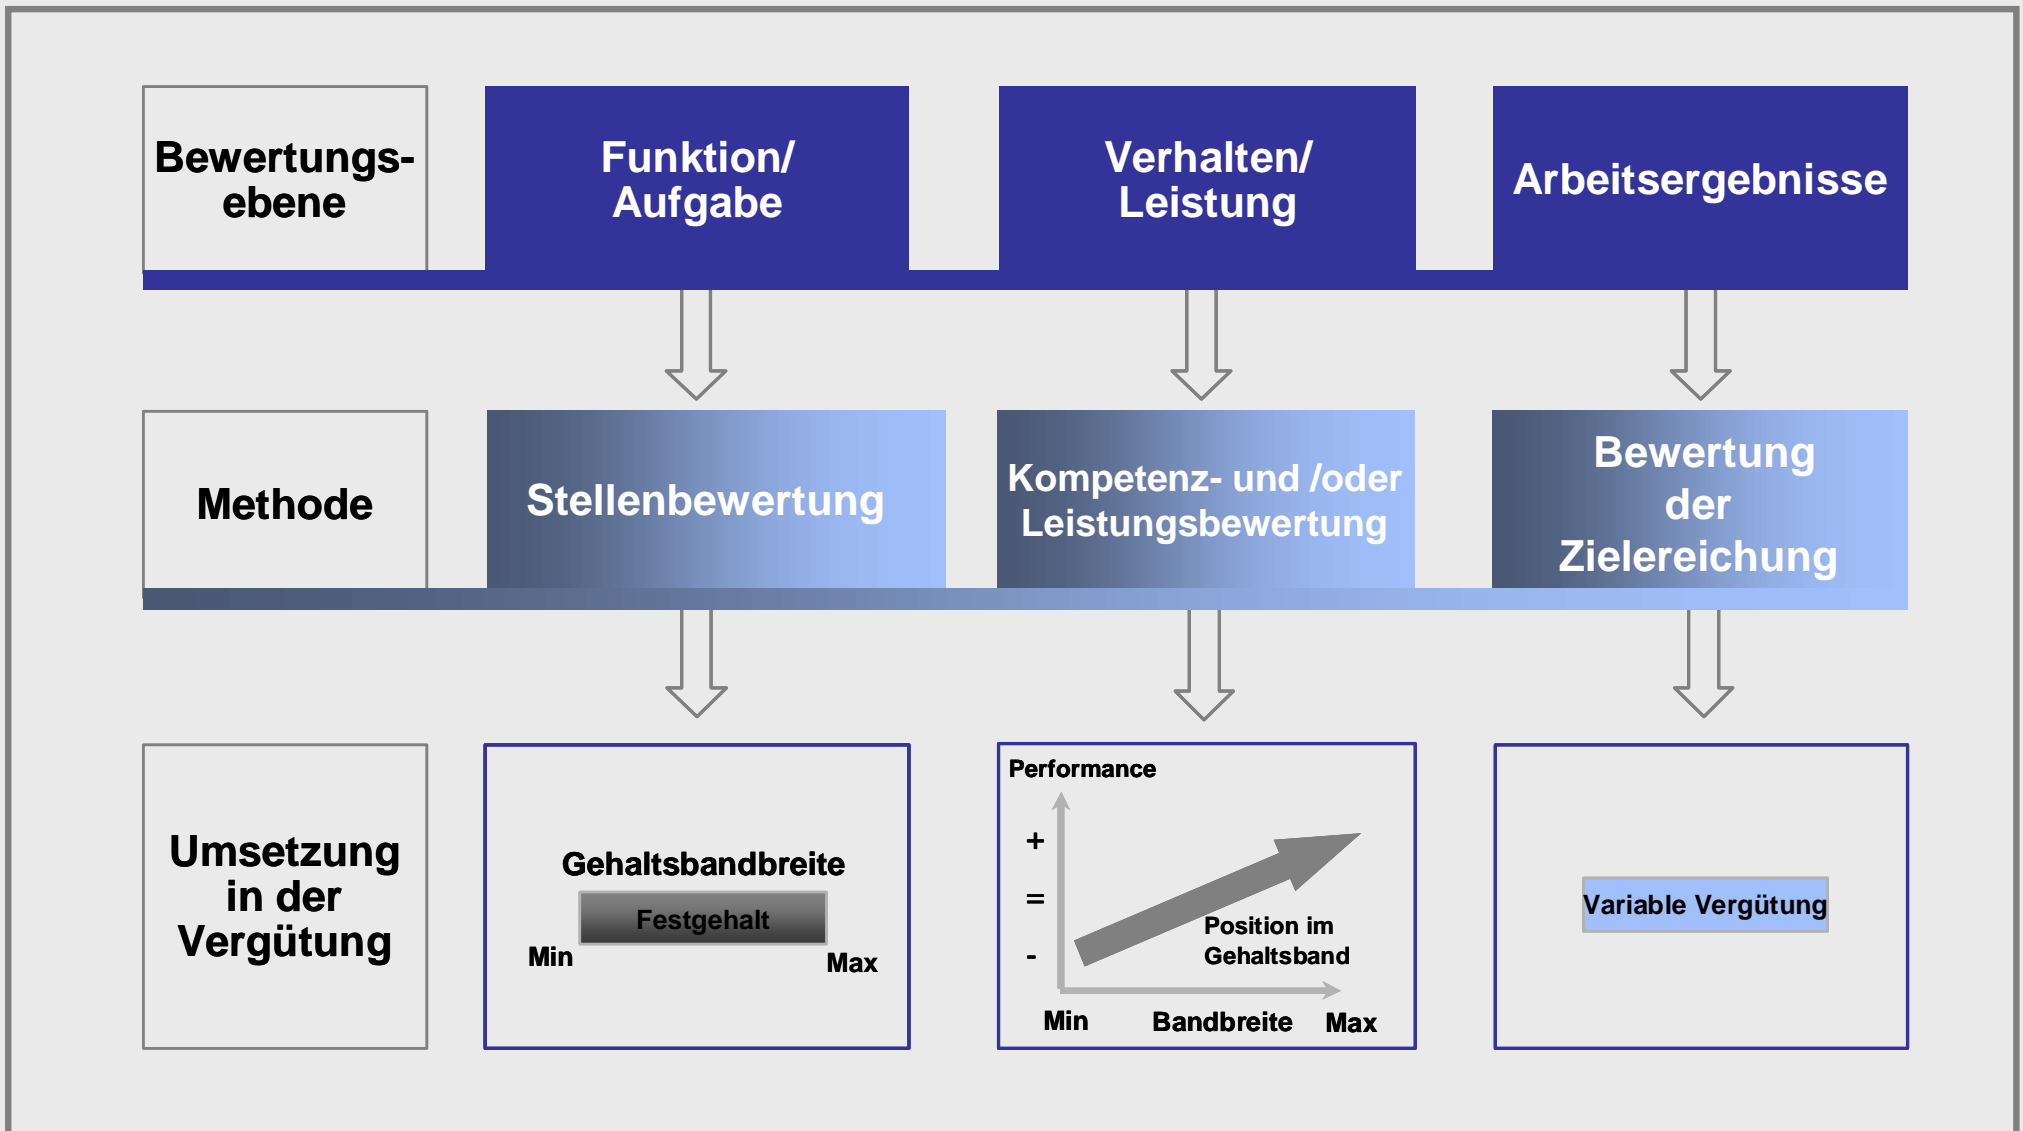 Bewertungs-
ebene
Funktion/
Aufgabe
Verhalten/
Leistung
Arbeitsergebnisse
Methode
Stellenbewertung
Kompetenz- und /oder
Leistungsbewertung
Bewertung
der
Zielereichung
Umsetzung
in der
Vergütung
Gehaltsbandbreite
Festgehalt
Min
Max
Performance
+
=
-
Position im
Gehaltsband
Min Bandbreite Max
Variable Vergütung